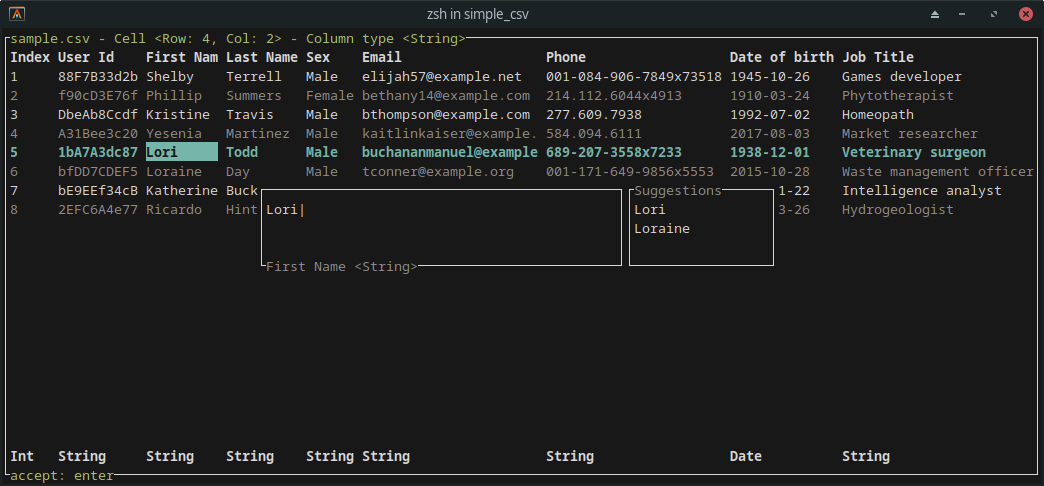 zsh in simple_csv
sample.csv - Cell <Row: 4, Col: 2> - Column type <String>
Index User Id First Nam Last Name Sex Email Phone Date of birth Job Title
1 88F7B33d2b Shelby Terrell Male elijah57@example.net 001-084-906-7849x73518 1945-10-26 Games developer
2 f90cD3E76f Phillip Summers Female bethany14@example.com 214.112.6044x4913 1910-03-24 Phytotherapist
3 DbeAb8Ccdf Kristine Travis Male bthompson@example.com 277.609.7938 1992-07-02 Homeopath
4 A31Bee3c20 Yesenia Martinez Male kaitlinkaiser@example. 584.094.6111 2017-08-03 Market researcher
5 1bA7A3dc87 Lori Todd Male buchananmanuel@example 689-207-3558x7233 1938-12-01 Veterinary surgeon
6 bfDD7CDEF5 Loraine Day Male tconner@example.org 001-171-649-9856x5553 2015-10-28 Waste management officer
7 bE9EEf34cB Katherine Buck Suggestions 1-22 Intelligence analyst
8 2EFC6A4e77 Ricardo Hint Lori| Lori 3-26 Hydrogeologist
Loraine
First Name <String>
Int String String String String String String Date String
accept: enter